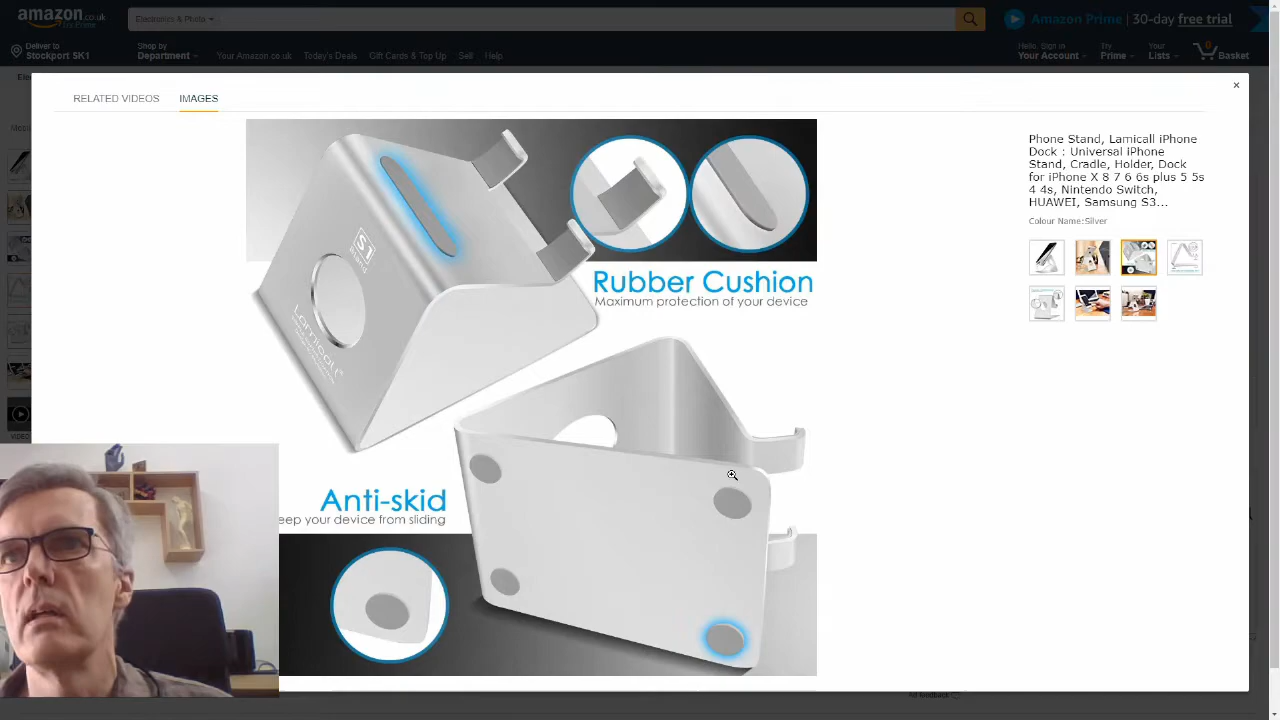 amazon.co.uk
Try Prime
Electronics & Photo
Amazon Prime | 30-day free trial
Deliver to
Stockport SK1
Shop by
Department
Your Amazon.co.uk
Today's Deals
Gift Cards & Top Up
Sell
Help
Hello. Sign in
Your Account
Try
Prime
Your
Lists
0
Basket
×
RELATED VIDEOS
IMAGES
Phone Stand, Lamicall iPhone
Dock : Universal iPhone
Stand, Cradle, Holder, Dock
for iPhone X 8 7 6 6s plus 5 5s
4 4s, Nintendo Switch,
HUAWEI, Samsung S3...
Colour Name:Silver
S1
Lamicall
Rubber Cushion
Maximum protection of your device
Anti-skid
eep your device from sliding